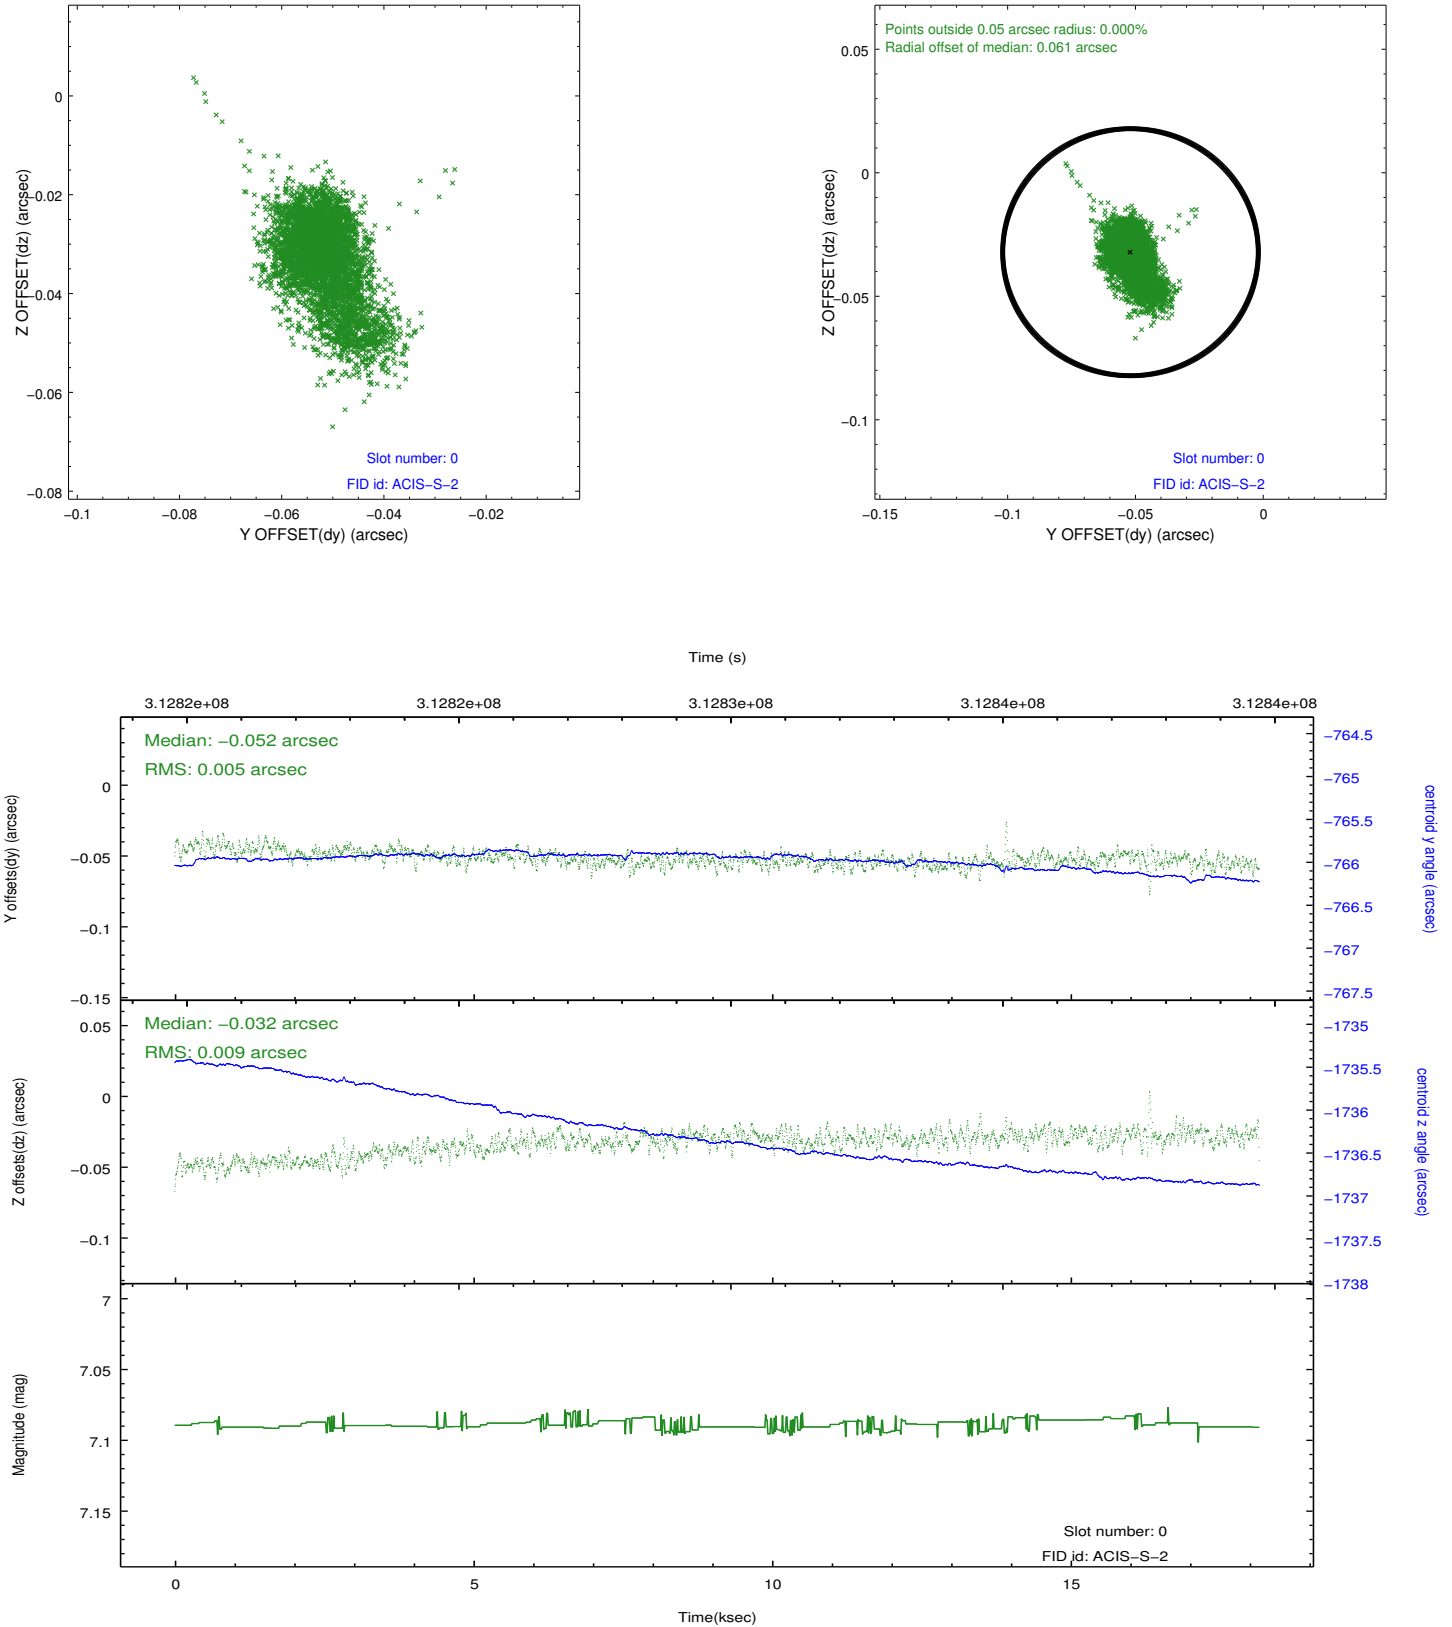 0
−0.02
−0.04
−0.06
−0.08
Z OFFSET(dz) (arcsec)
Slot number: 0
FID id: ACIS−S−2
−0.1
−0.08
−0.06
−0.04
−0.02
Y OFFSET(dy) (arcsec)
Points outside 0.05 arcsec radius: 0.000%
Radial offset of median: 0.061 arcsec
0.05
0
−0.05
−0.1
Z OFFSET(dz) (arcsec)
Slot number: 0
FID id: ACIS−S−2
−0.15
−0.1
−0.05
0
Y OFFSET(dy) (arcsec)
Time (s)
3.1282e+08
3.1282e+08
3.1283e+08
3.1284e+08
3.1284e+08
Median: −0.052 arcsec
RMS: 0.005 arcsec
0
−0.05
−0.1
−0.15
Y offsets(dy) (arcsec)
−764.5
−765
−765.5
−766
−766.5
−767
−767.5
centroid y angle (arcsec)
Median: −0.032 arcsec
RMS: 0.009 arcsec
0.05
0
−0.05
−0.1
Z offsets(dz) (arcsec)
−1735
−1735.5
−1736
−1736.5
−1737
−1737.5
−1738
centroid z angle (arcsec)
7
7.05
7.1
7.15
Magnitude (mag)
Slot number: 0
FID id: ACIS−S−2
0
5
10
15
Time(ksec)